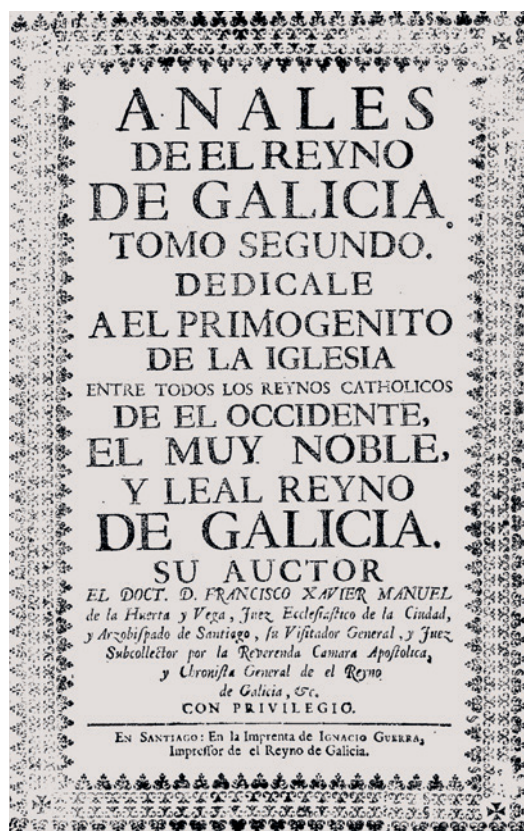 ANALES
DE EL REYNO
DE GALICIA.
TOMO SEGUNDO.
DEDICALE
A EL PRIMOGENITO
DE LA IGLESIA
ENTRE TODOS LOS REYNOS CATHOLICOS
DE EL OCCIDENTE,
EL MUY NOBLE,
Y LEAL REYNO
DE GALICIA.
SU AUCTOR
EL DOCT. D. FRANCISCO XAVIER MANUEL
de la Huerta y Vega, Juez Ecclesiastico de la Ciudad,
y Arzobispado de Santiago, su Visitador General, y Juez
Subcollector por la Reverenda Camara Apostolica,
y Chronista General de el Reyno
de Galicia, &c.
CON PRIVILEGIO.
EN SANTIAGO: En la Imprenta de IGNACIO GUERRA,
Impressor de el Reyno de Galicia.